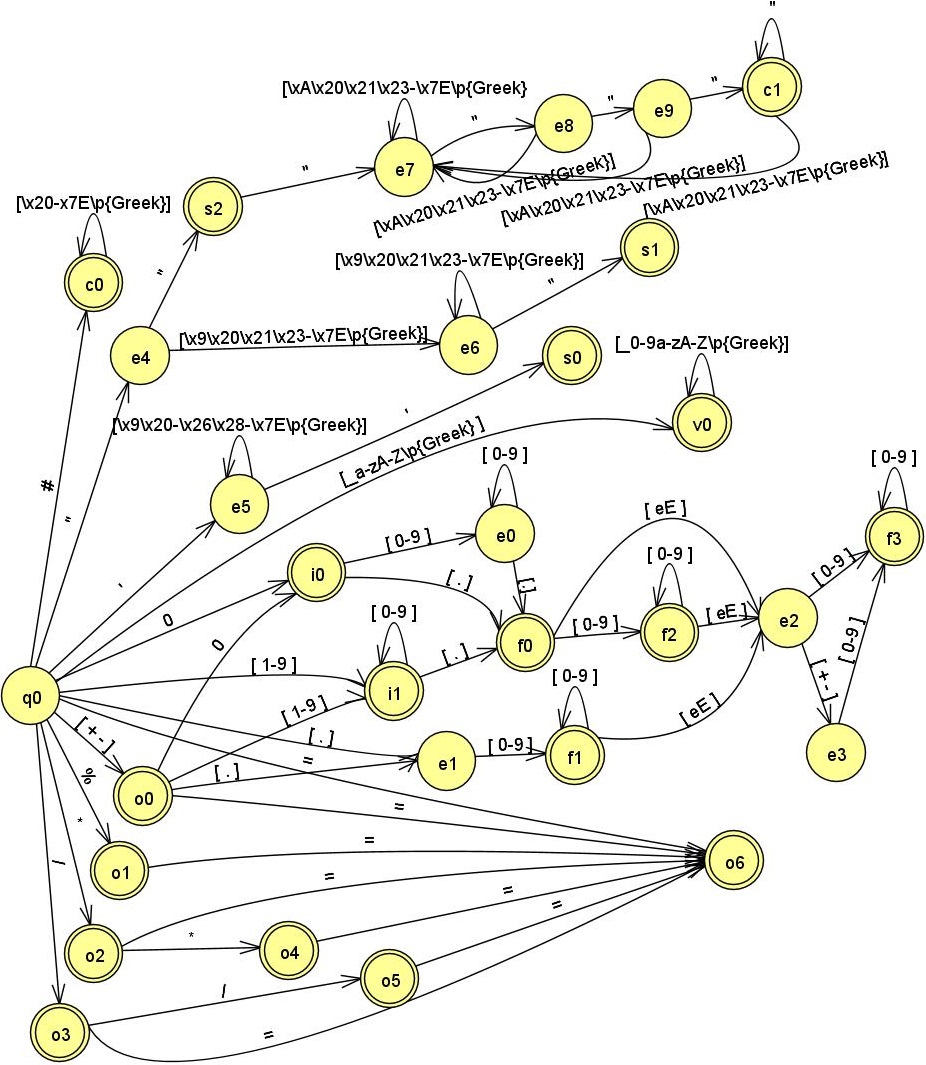 "
[\xA\x20\x21\x23-\x7E\p{Greek}
"
"
"
c1
e9
e8
e7
"
[\xA\x20\x21\x23-\x7E\p{Greek}]
[\xA\x20\x21\x23-\x7E\p{Greek}]
[\xA\x20\x21\x23-\x7E\p{Greek}]
[\x20-x7E\p{Greek}]
s2
s1
c0
"
[\x9\x20\x21\x23-\x7E\p{Greek}]
"
[\x9\x20\x21\x23-\x7E\p{Greek}]
e4
e6
s0
[_0-9a-zA-Z\p{Greek}]
'
v0
[\x9\x20-\x26\x28-\x7E\p{Greek}]
[_a-zA-Z\p{Greek} ]
[ 0-9 ]
[ 0-9 ]
#
"
e5
[ eE ]
e0
f3
[ 0-9 ]
[ 0-9 ]
i0
[ . ]
[.]
[ 0-9 ]
'
0
[ 0-9 ]
[ 0-9 ]
[ eE ]
e2
f2
f0
0
[ 1-9 ]
[ . ]
[ 0-9 ]
[ + - ]
q0
i1
[ 0-9 ]
[ 1-9 ]
[ eE ]
[ + - ]
[ . ]
[ 0-9 ]
e3
f1
e1
=
[ . ]
%
o0
=
*
=
/
o1
=
o6
=
=
*
o2
o4
o5
/
o3
=